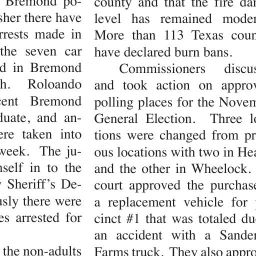 Bremond po-
sher there have
rrests made in
the seven car
d in Bremond
h. Roloando
cent Bremond
duate, and an-
ere taken into
week. The ju-
nself in to the
Sheriff's De-
usly there were
es arrested for
the non-adults
county and that the fire dan
level has remained moder
More than 113 Texas coun
have declared burn bans.
Commissioners discus
and took action on approv
polling places for the Novem
General Election. Three lo
tions were changed from pr
ous locations with two in Hea
and the other in Wheelock.
court approved the purchase
a replacement vehicle for
cinct #1 that was totaled du
an accident with a Sander
Farms truck. They also appro